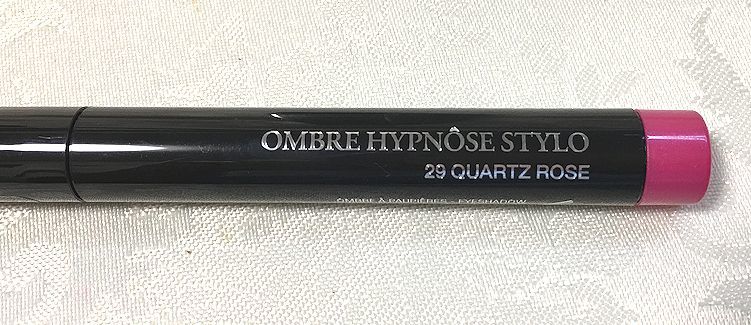 OMBRE HYPNÔSE STYLO
29 QUARTZ ROSE
OMBRE À PAUPIÈRES - EYESHADOW